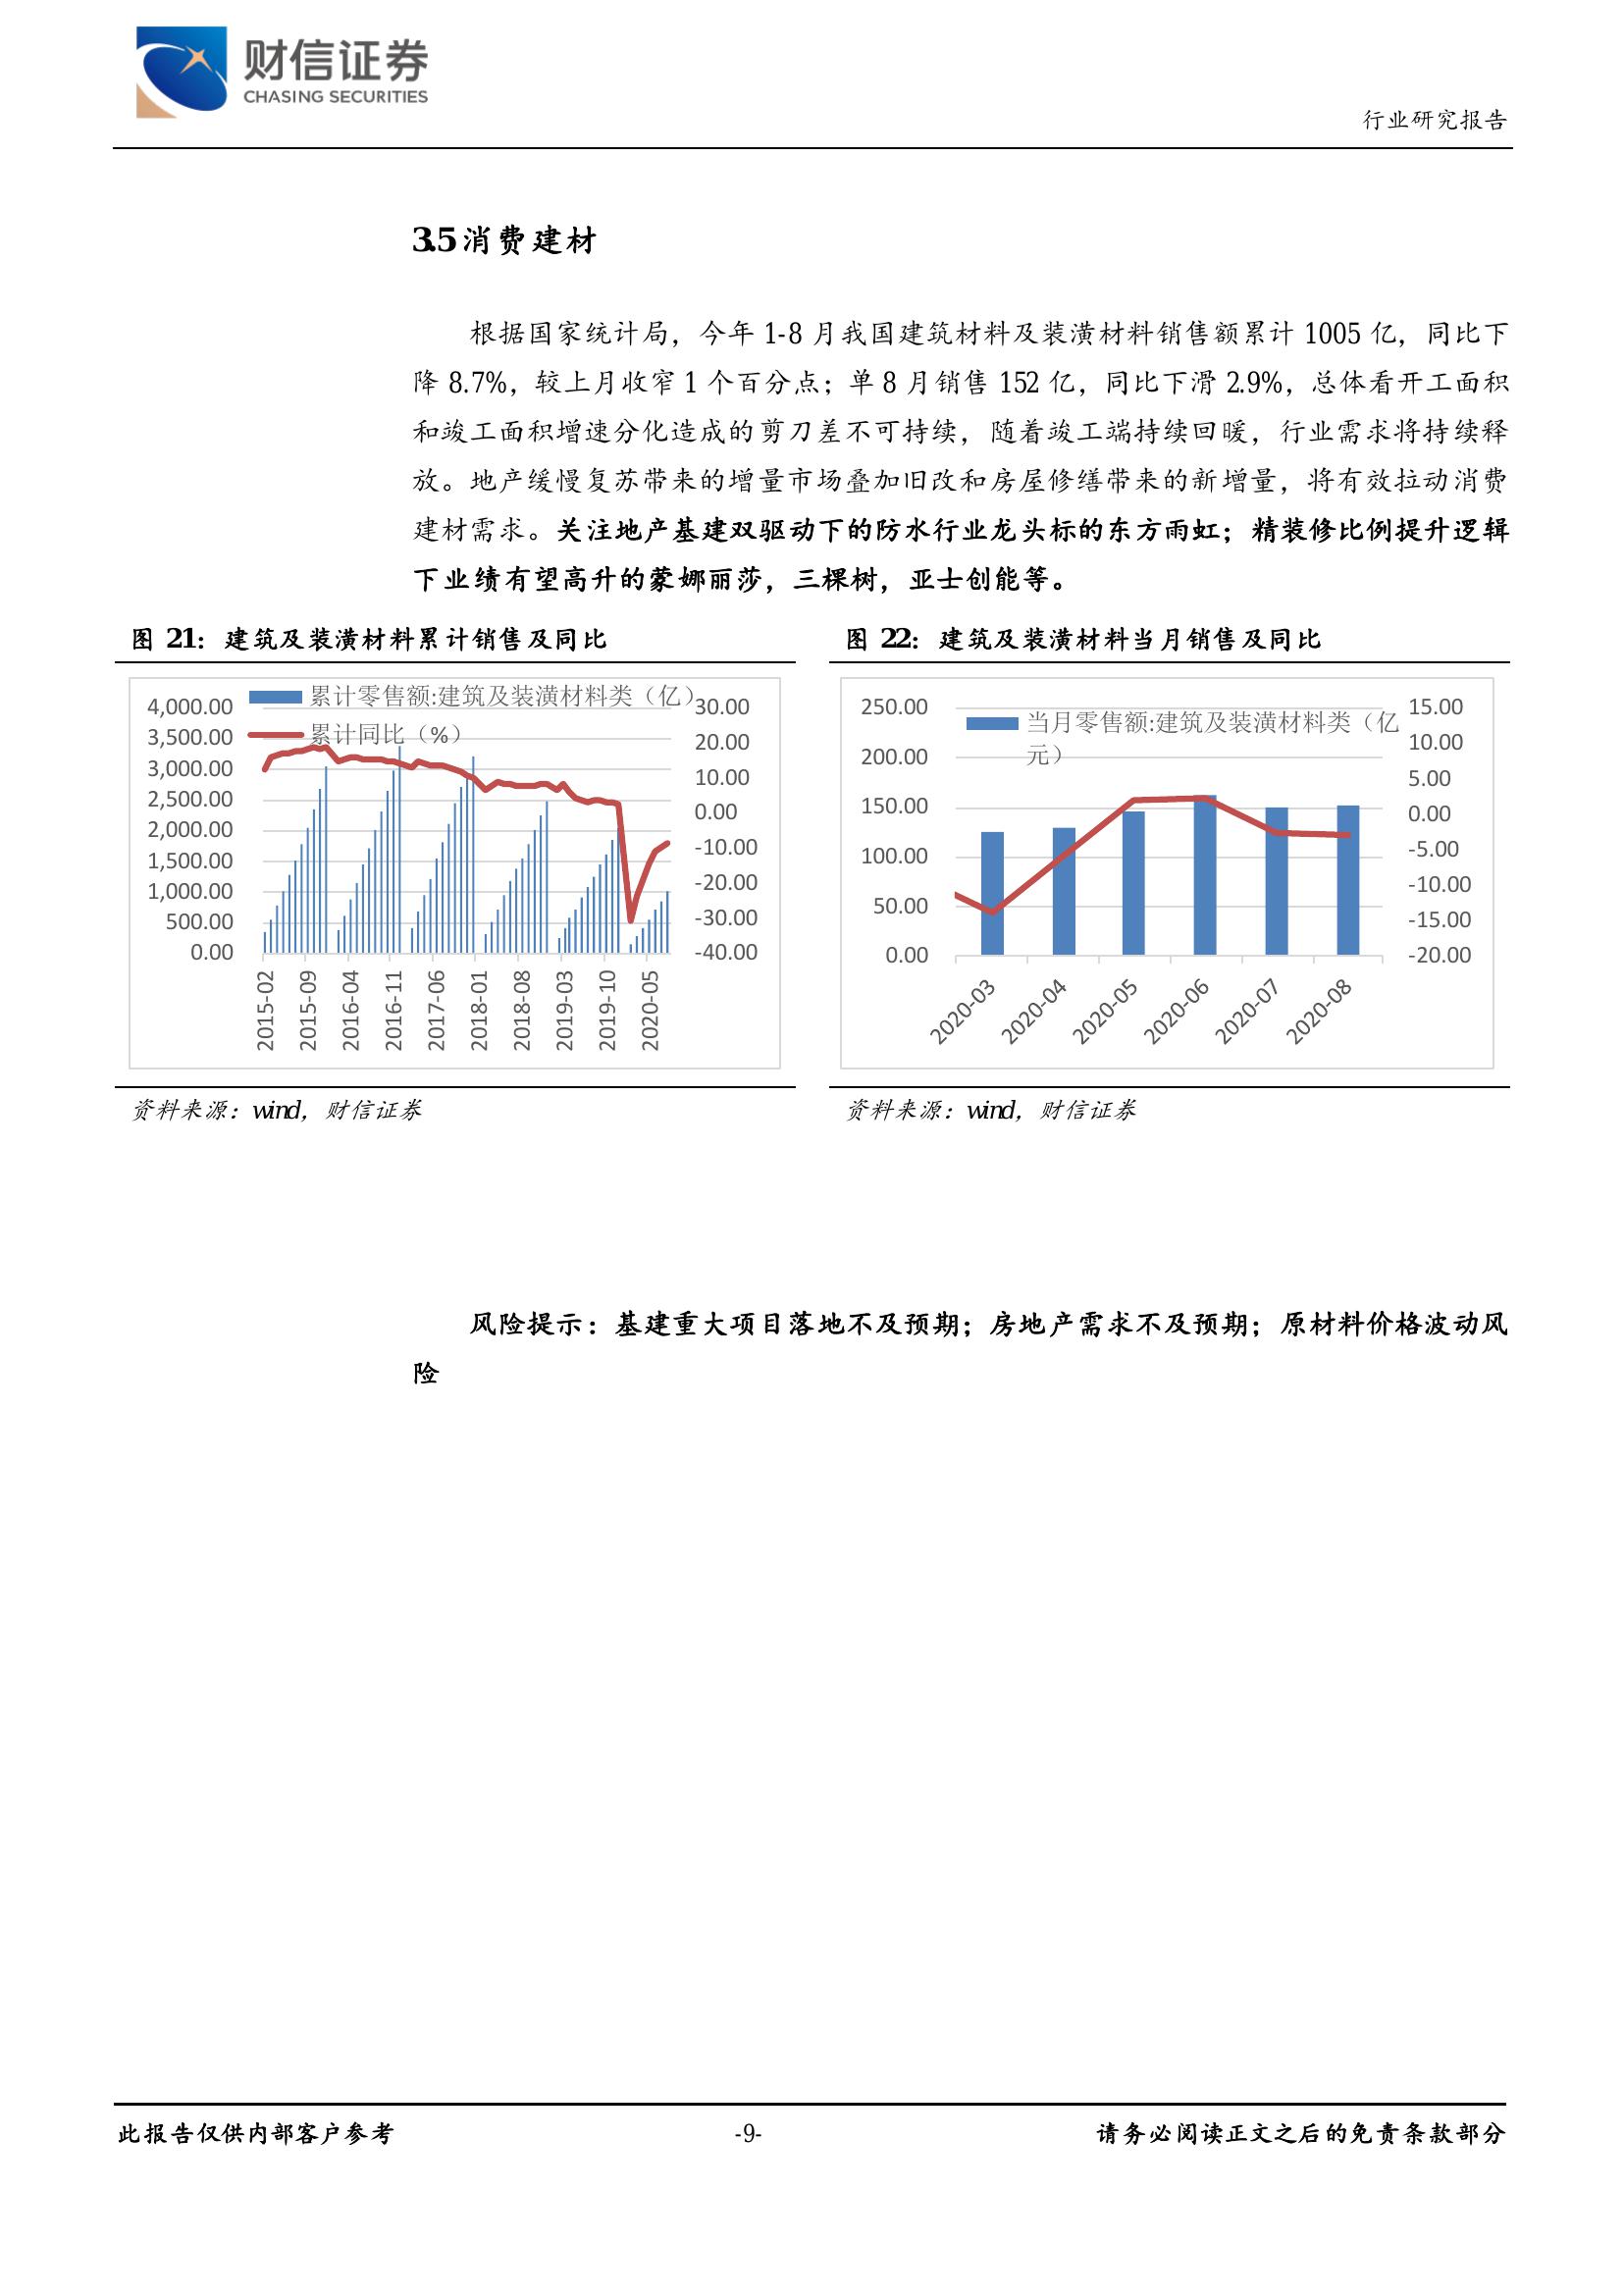 财信证券
CHASING SECURITIES
行业研究报告
3.5 消费建材
根据国家统计局，今年 1-8 月我国建筑材料及装潢材料销售额累计 1005 亿，同比下
降 8.7%，较上月收窄 1 个百分点；单 8 月销售 152 亿，同比下滑 2.9%，总体看开工面积
和竣工面积增速分化造成的剪刀差不可持续，随着竣工端持续回暖，行业需求将持续释
放。地产缓慢复苏带来的增量市场叠加旧改和房屋修缮带来的新增量，将有效拉动消费
建材需求。关注地产基建双驱动下的防水行业龙头标的东方雨虹；精装修比例提升逻辑
下业绩有望高升的蒙娜丽莎，三棵树，亚士创能等。
图 21：建筑及装潢材料累计销售及同比
累计零售额:建筑及装潢材料类（亿）
累计同比（%）
4,000.00
3,500.00
3,000.00
2,500.00
2,000.00
1,500.00
1,000.00
500.00
0.00
30.00
20.00
10.00
0.00
-10.00
-20.00
-30.00
-40.00
2015-02
2015-09
2016-04
2016-11
2017-06
2018-01
2018-08
2019-03
2019-10
2020-05
资料来源：wind，财信证券
图 22：建筑及装潢材料当月销售及同比
当月零售额:建筑及装潢材料类（亿
元）
250.00
200.00
150.00
100.00
50.00
0.00
15.00
10.00
5.00
0.00
-5.00
-10.00
-15.00
-20.00
2020-03
2020-04
2020-05
2020-06
2020-07
2020-08
资料来源：wind，财信证券
风险提示：基建重大项目落地不及预期；房地产需求不及预期；原材料价格波动风
险
此报告仅供内部客户参考
-9-
请务必阅读正文之后的免责条款部分